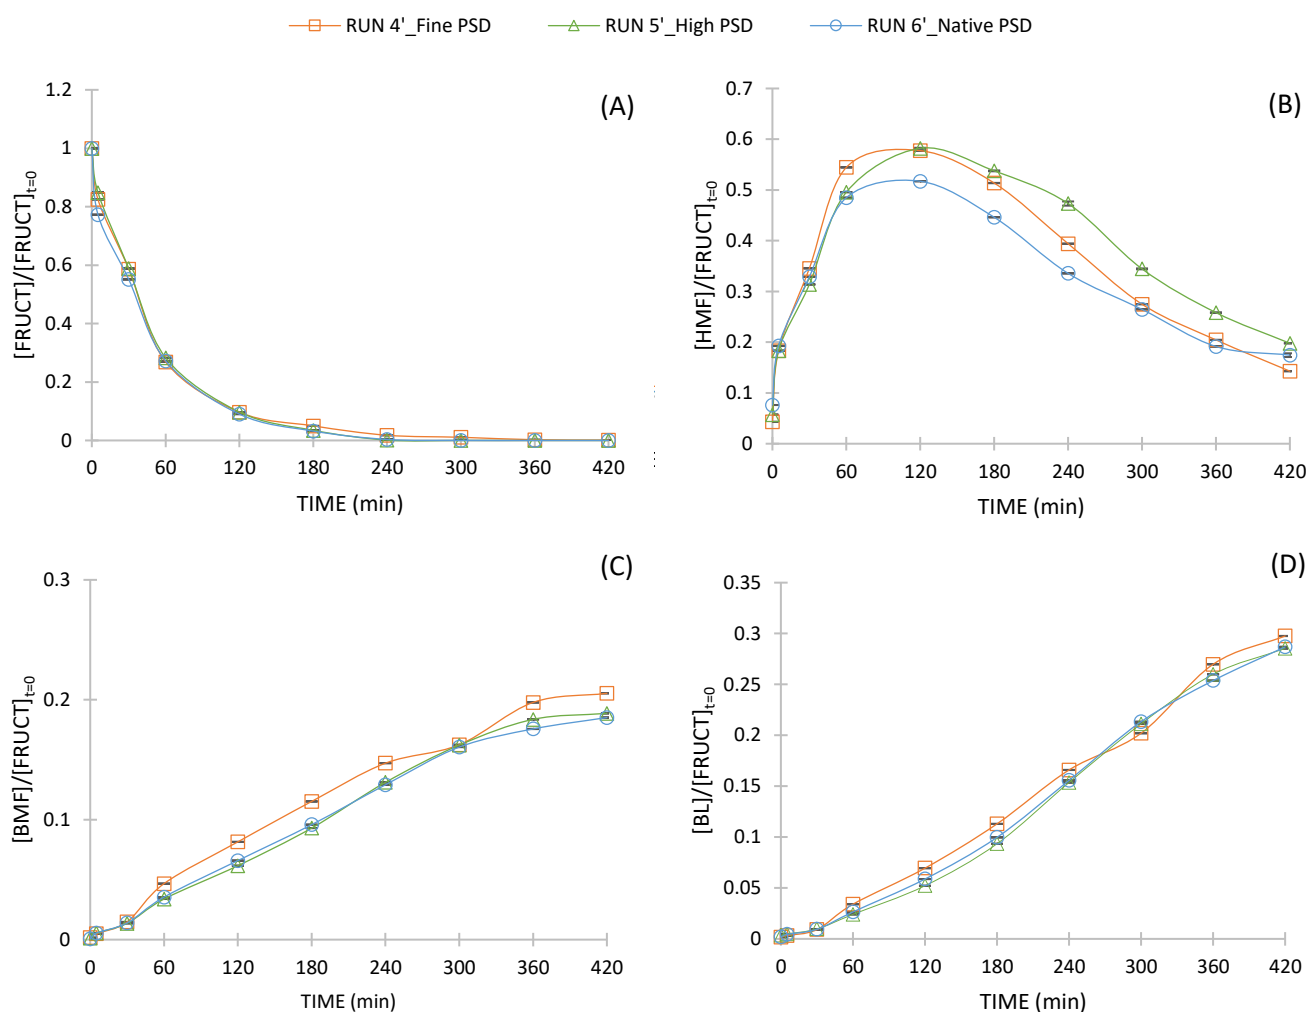 RUN 4'_Fine PSD RUN 5'_High PSD RUN 6'_Native PSD
(A)
[FRUCT]/[FRUCT]t=0
1.2
1
0.8
0.6
0.4
0.2
0
0 60 120 180 240 300 360 420
TIME (min)
(B)
[HMF]/[FRUCT]t=0
0.7
0.6
0.5
0.4
0.3
0.2
0.1
0
0 60 120 180 240 300 360 420
TIME (min)
(C)
[BMF]/[FRUCT]t=0
0.3
0.2
0.1
0
0 60 120 180 240 300 360 420
TIME (min)
(D)
[BL]/[FRUCT]t=0
0.35
0.3
0.25
0.2
0.15
0.1
0.05
0
0 60 120 180 240 300 360 420
TIME (min)